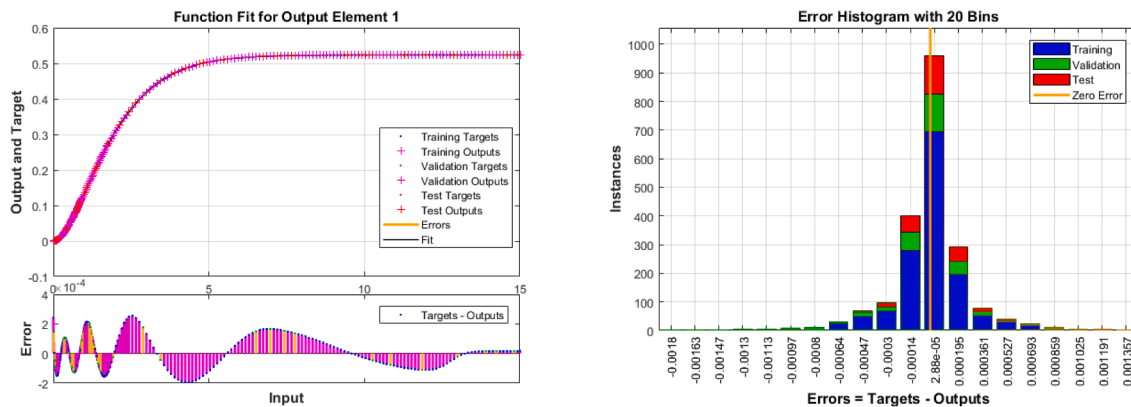 Function Fit for Output Element 1
0.6
0.5
0.4
0.3
0.2
0.1
0
-0.1
Output and Target
Training Targets
Training Outputs
Validation Targets
Validation Outputs
Test Targets
Test Outputs
Errors
Fit
0 ×10-4
5
10
15
4
2
0
-2
Error
Targets - Outputs
Input
Error Histogram with 20 Bins
1000
900
800
700
600
500
400
300
200
100
0
Instances
Training
Validation
Test
Zero Error
-0.00018
-0.00163
-0.00147
-0.0013
-0.00113
-0.00097
-0.0008
-0.00064
-0.00047
-0.0003
-0.00014
2.88e-05
0.000195
0.000361
0.000527
0.000693
0.000859
0.001025
0.001191
0.001357
Errors = Targets - Outputs